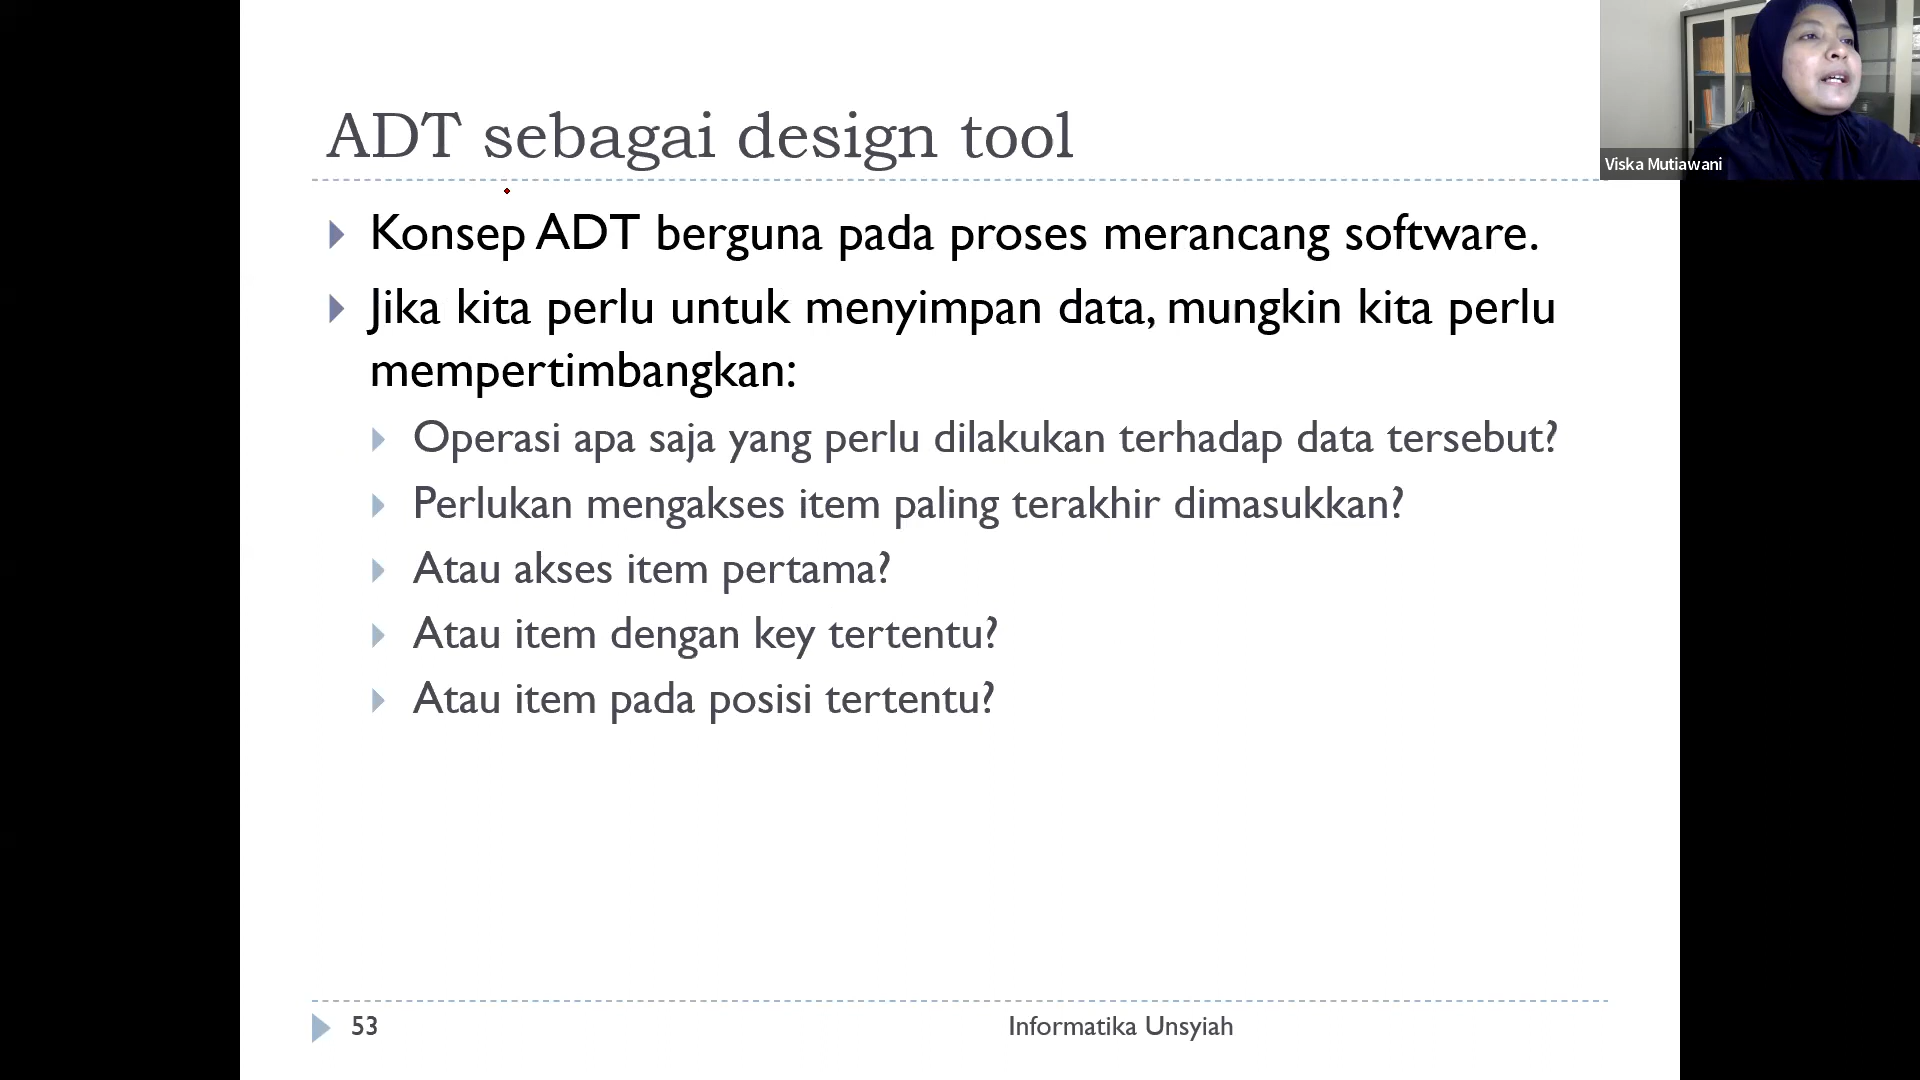 ADT sebagai design tool
Konsep ADT berguna pada proses merancang software.
Jika kita perlu untuk menyimpan data, mungkin kita perlu
mempertimbangkan:
Operasi apa saja yang perlu dilakukan terhadap data tersebut?
Perlukan mengakses item paling terakhir dimasukkan?
Atau akses item pertama?
Atau item dengan key tertentu?
Atau item pada posisi tertentu?
53
Informatika Unsyiah
Viska Mutiawani